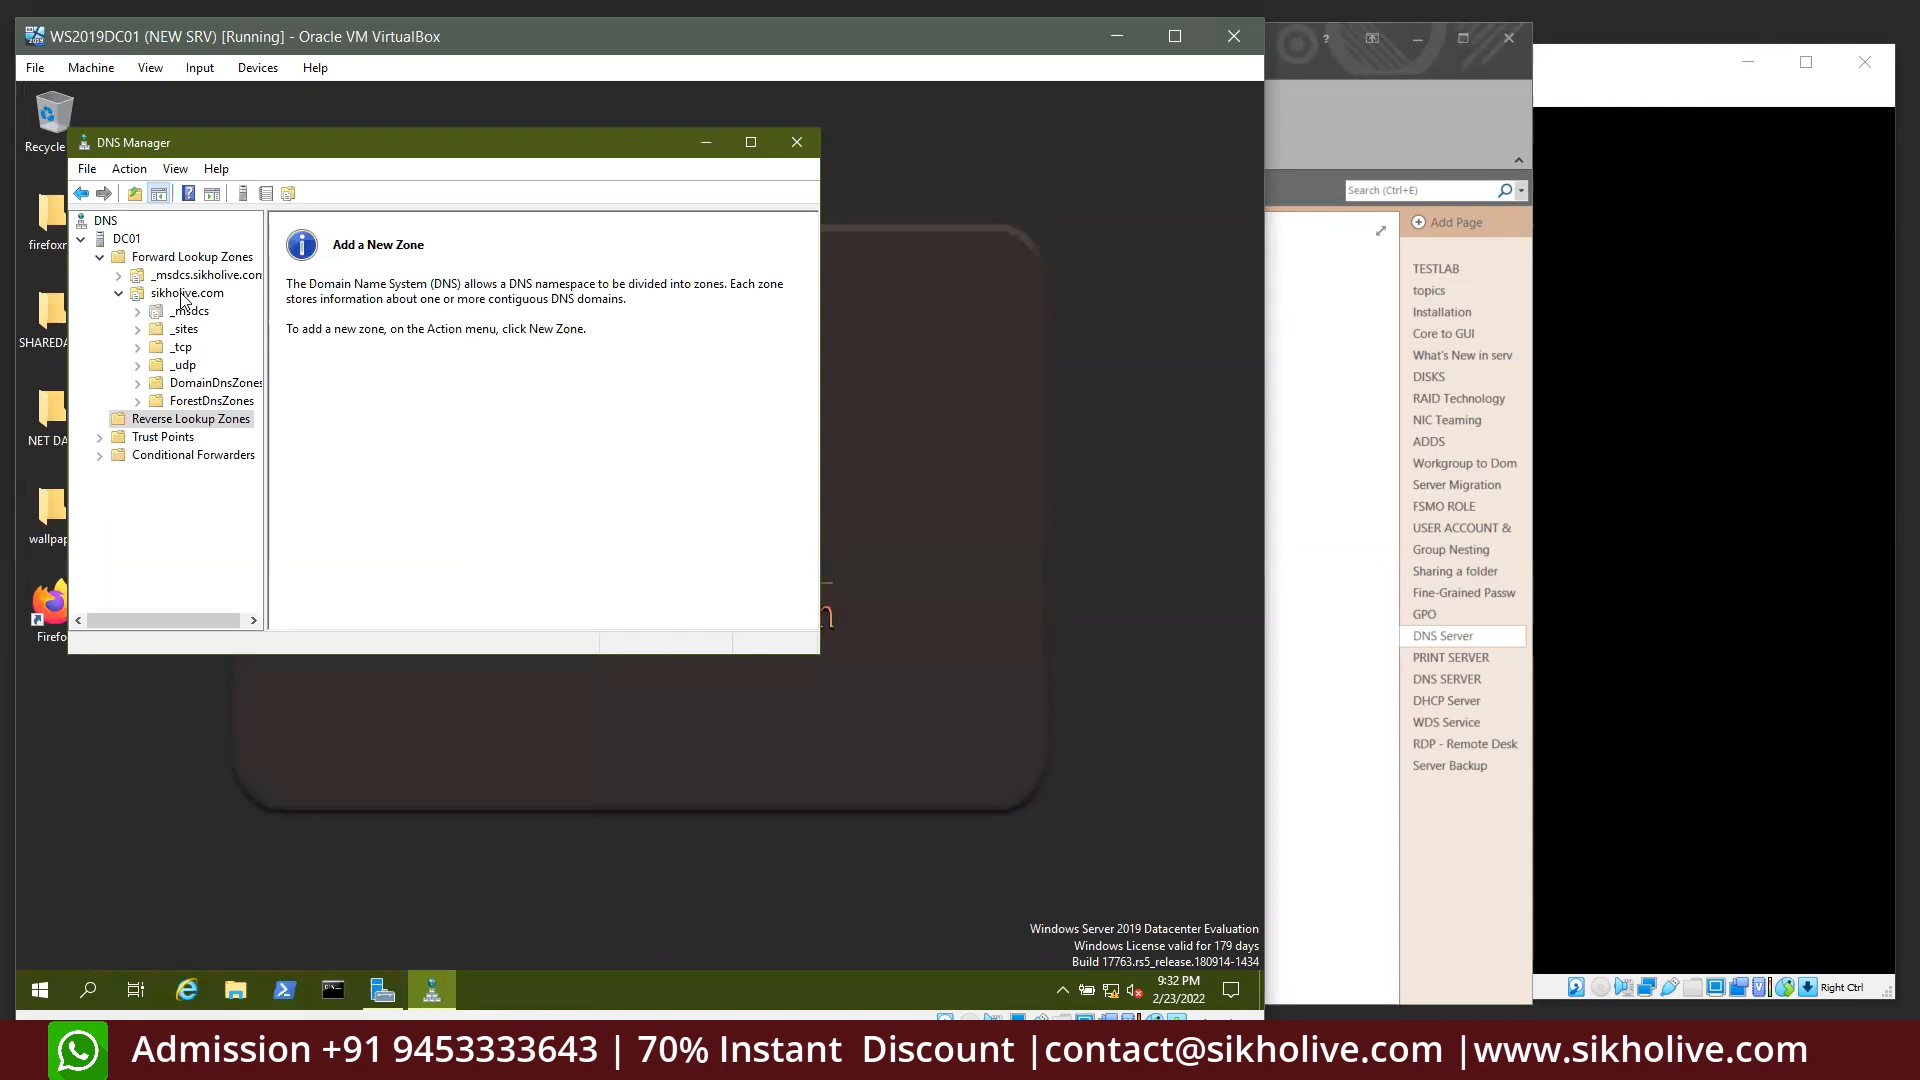 WS2019DC01 (NEW SRV) [Running] - Oracle VM VirtualBox
File Machine View Input Devices Help
Recycle
firefox
SHAREDA
NET DA
wallpap
Firefo
DNS Manager
File Action View Help
DNS
DC01
Forward Lookup Zones
_msdcs.sikholive.com
sikholive.com
_msdcs
_sites
_tcp
_udp
DomainDnsZones
ForestDnsZones
Reverse Lookup Zones
Trust Points
Conditional Forwarders
Add a New Zone
The Domain Name System (DNS) allows a DNS namespace to be divided into zones. Each zone
stores information about one or more contiguous DNS domains.
To add a new zone, on the Action menu, click New Zone.
Search (Ctrl+E)
Add Page
TESTLAB
topics
Installation
Core to GUI
What's New in serv
DISKS
RAID Technology
NIC Teaming
ADDS
Workgroup to Dom
Server Migration
FSMO ROLE
USER ACCOUNT &
Group Nesting
Sharing a folder
Fine-Grained Passw
GPO
DNS Server
PRINT SERVER
DNS SERVER
DHCP Server
WDS Service
RDP - Remote Desk
Server Backup
Windows Server 2019 Datacenter Evaluation
Windows License valid for 179 days
Build 17763.rs5_release.180914-1434
9:32 PM
2/23/2022
Right Ctrl
Admission +91 9453333643 | 70% Instant Discount |contact@sikholive.com |www.sikholive.com